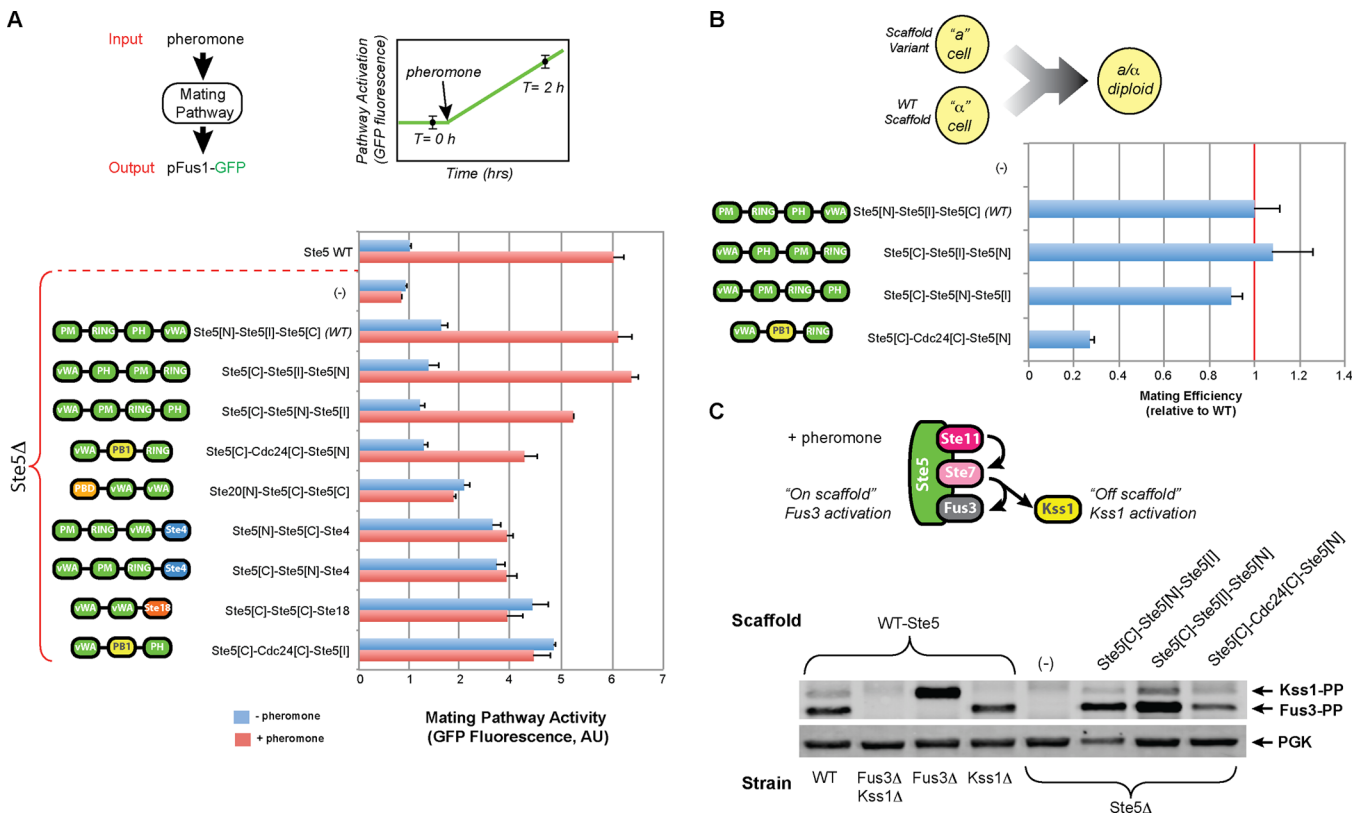 A
Input pheromone
Mating
Pathway
Output pFus1-GFP
Pathway Activation
(GFP fluorescence)
pheromone
T= 0 h
T= 2 h
Time (hrs)
Ste5Δ
Ste5 WT
(-)
PM RING PH vWA Ste5[N]-Ste5[I]-Ste5[C] (WT)
vWA PH PM RING Ste5[C]-Ste5[I]-Ste5[N]
vWA PM RING PH Ste5[C]-Ste5[N]-Ste5[I]
vWA PB1 RING Ste5[C]-Cdc24[C]-Ste5[N]
PBD vWA vWA Ste20[N]-Ste5[C]-Ste5[C]
PM RING vWA Ste4 Ste5[N]-Ste5[C]-Ste4
vWA PM RING Ste4 Ste5[C]-Ste5[N]-Ste4
vWA vWA Ste18 Ste5[C]-Ste5[C]-Ste18
vWA PB1 PH Ste5[C]-Cdc24[C]-Ste5[I]
0 1 2 3 4 5 6 7
- pheromone
+ pheromone
Mating Pathway Activity
(GFP Fluorescence, AU)
B
Scaffold
Variant
"a"
cell
WT
Scaffold
"α"
cell
a/α
diploid
(-)
PM RING PH vWA Ste5[N]-Ste5[I]-Ste5[C] (WT)
vWA PH PM RING Ste5[C]-Ste5[I]-Ste5[N]
vWA PM RING PH Ste5[C]-Ste5[N]-Ste5[I]
vWA PB1 RING Ste5[C]-Cdc24[C]-Ste5[N]
0 0.2 0.4 0.6 0.8 1 1.2 1.4
Mating Efficiency
(relative to WT)
C
+ pheromone
Ste5
Ste11
Ste7
Fus3
Kss1
"On scaffold"
Fus3 activation
"Off scaffold"
Kss1 activation
Scaffold
WT-Ste5
(-)
Ste5[C]-Ste5[N]-Ste5[I]
Ste5[C]-Ste5[I]-Ste5[N]
Ste5[C]-Cdc24[C]-Ste5[N]
Kss1-PP
Fus3-PP
PGK
Strain
WT
Fus3Δ
Kss1Δ
Fus3Δ
Kss1Δ
Ste5Δ